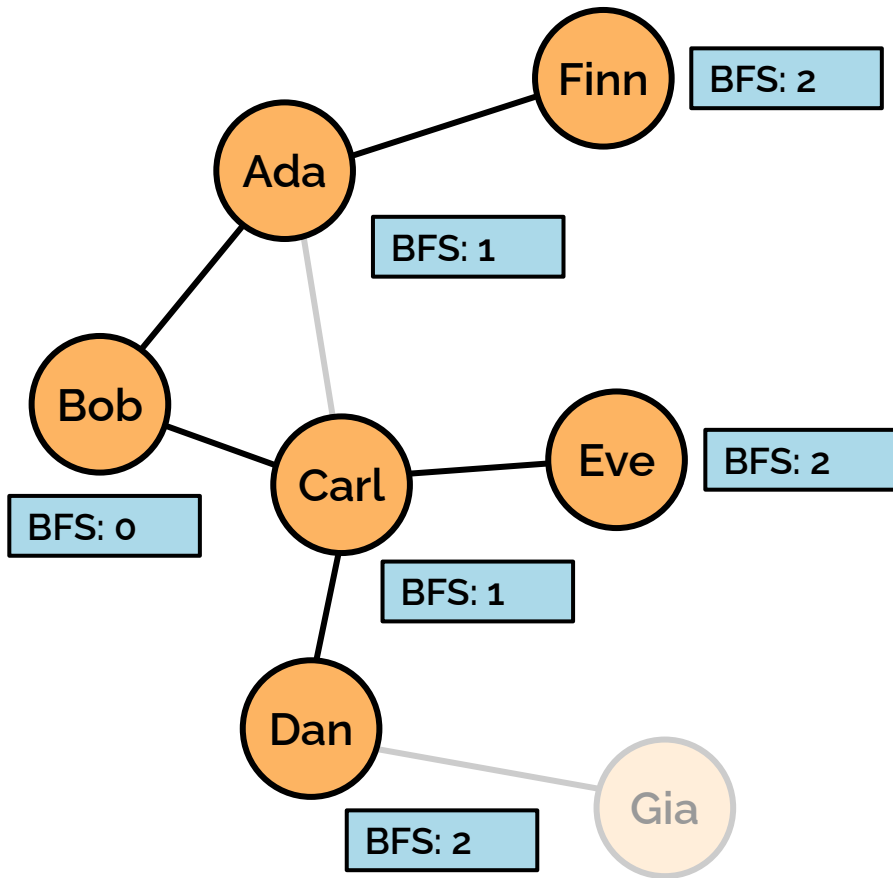 Finn
BFS: 2
Ada
BFS: 1
Bob
BFS: 0
Carl
BFS: 1
Eve
BFS: 2
Dan
BFS: 2
Gia